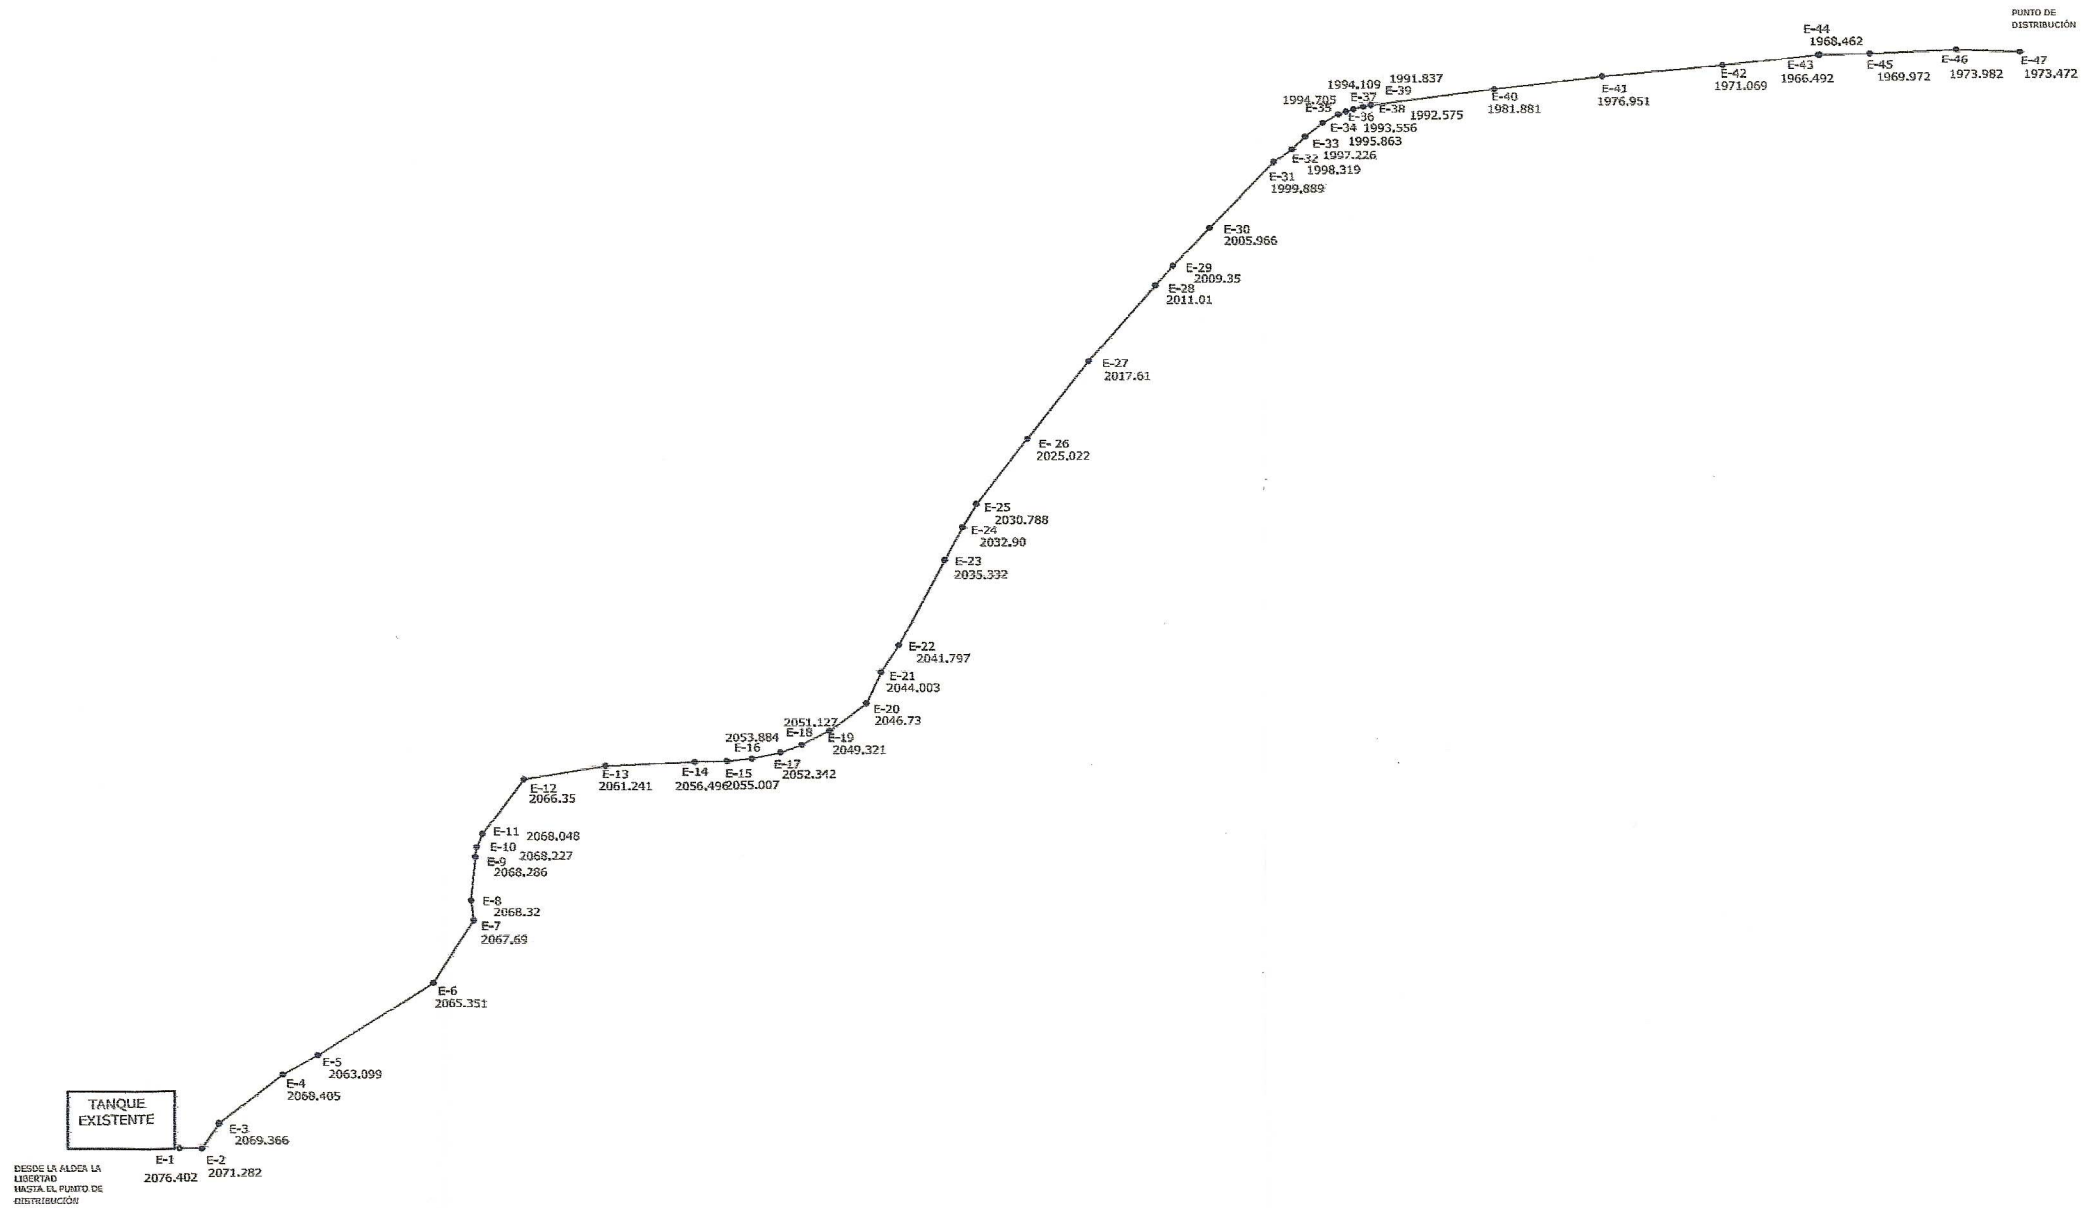 PUNTO DE
DISTRIBUCIÓN
E-44
1968.462
E-43
1966.492
E-45
1969.972
E-46
1973.982
E-47
1973.472
E-42
1971.069
E-41
1976.951
E-40
1981.881
1991.837
E-39
1994.109
E-37
E-38
1992.575
1994.705
E-35
E-36
1993.556
E-34
1995.863
E-33
1997.226
E-32
1998.319
E-31
1999.889
E-30
2005.966
E-29
2009.35
E-28
2011.01
E-27
2017.61
E- 26
2025.022
E-25
2030.788
E-24
2032.90
E-23
2035.332
E-22
2041.797
E-21
2044.003
E-20
2046.73
2051.127
E-18
E-19
2049.321
2053.884
E-16
E-17
2052.342
E-15
2055.007
E-14
2056.496
E-13
2061.241
E-12
2066.35
E-11 2068.048
E-10
2068.227
E-9
2068.286
E-8
2068.32
E-7
2067.69
E-6
2065.351
E-5
2063.099
E-4
2068.405
E-3
2069.366
TANQUE
EXISTENTE
E-1
2076.402
E-2
2071.282
DESDE LA ALDEA LA
LIBERTAD
HASTA EL PUNTO DE
DISTRIBUCIÓN